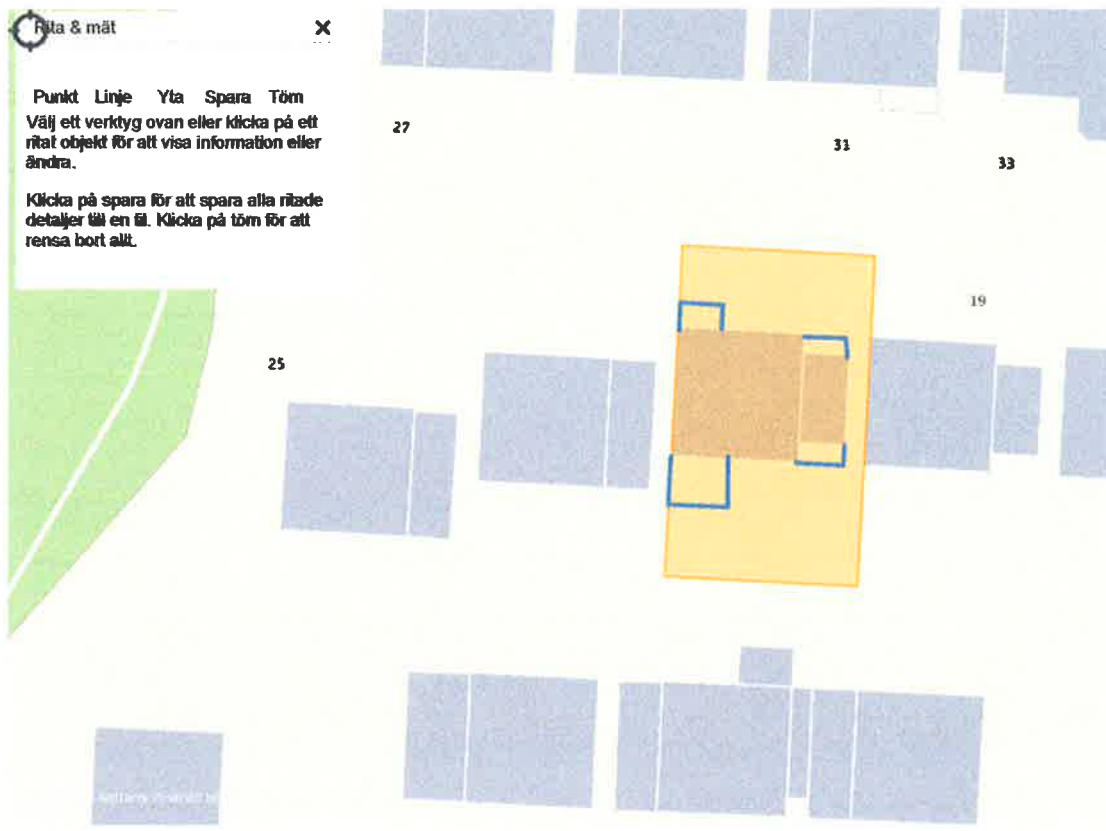 Rita & mät
Punkt Linje Yta Spara Töm
Välj ett verktyg ovan eller klicka på ett
ritat objekt för att visa information eller
ändra.
Klicka på spara för att spara alla ritade
detaljer till en fil. Klicka på töm för att
rensa bort allt.
27
31
33
19
25